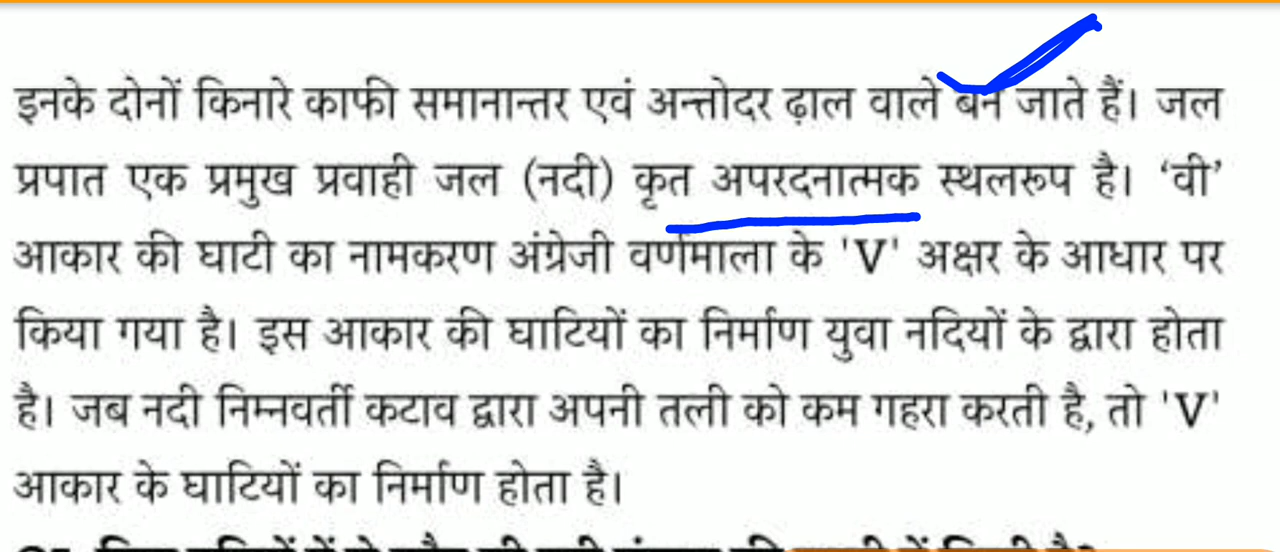 इनके दोनों किनारे काफी समानान्तर एवं अन्तोदर ढ़ाल वाले बन जाते हैं। जल
प्रपात एक प्रमुख प्रवाही जल (नदी) कृत अपरदनात्मक स्थलरूप है। ‘वी’
आकार की घाटी का नामकरण अंग्रेजी वर्णमाला के 'V' अक्षर के आधार पर
किया गया है। इस आकार की घाटियों का निर्माण युवा नदियों के द्वारा होता
है। जब नदी निम्नवर्ती कटाव द्वारा अपनी तली को कम गहरा करती है, तो 'V'
आकार के घाटियों का निर्माण होता है।